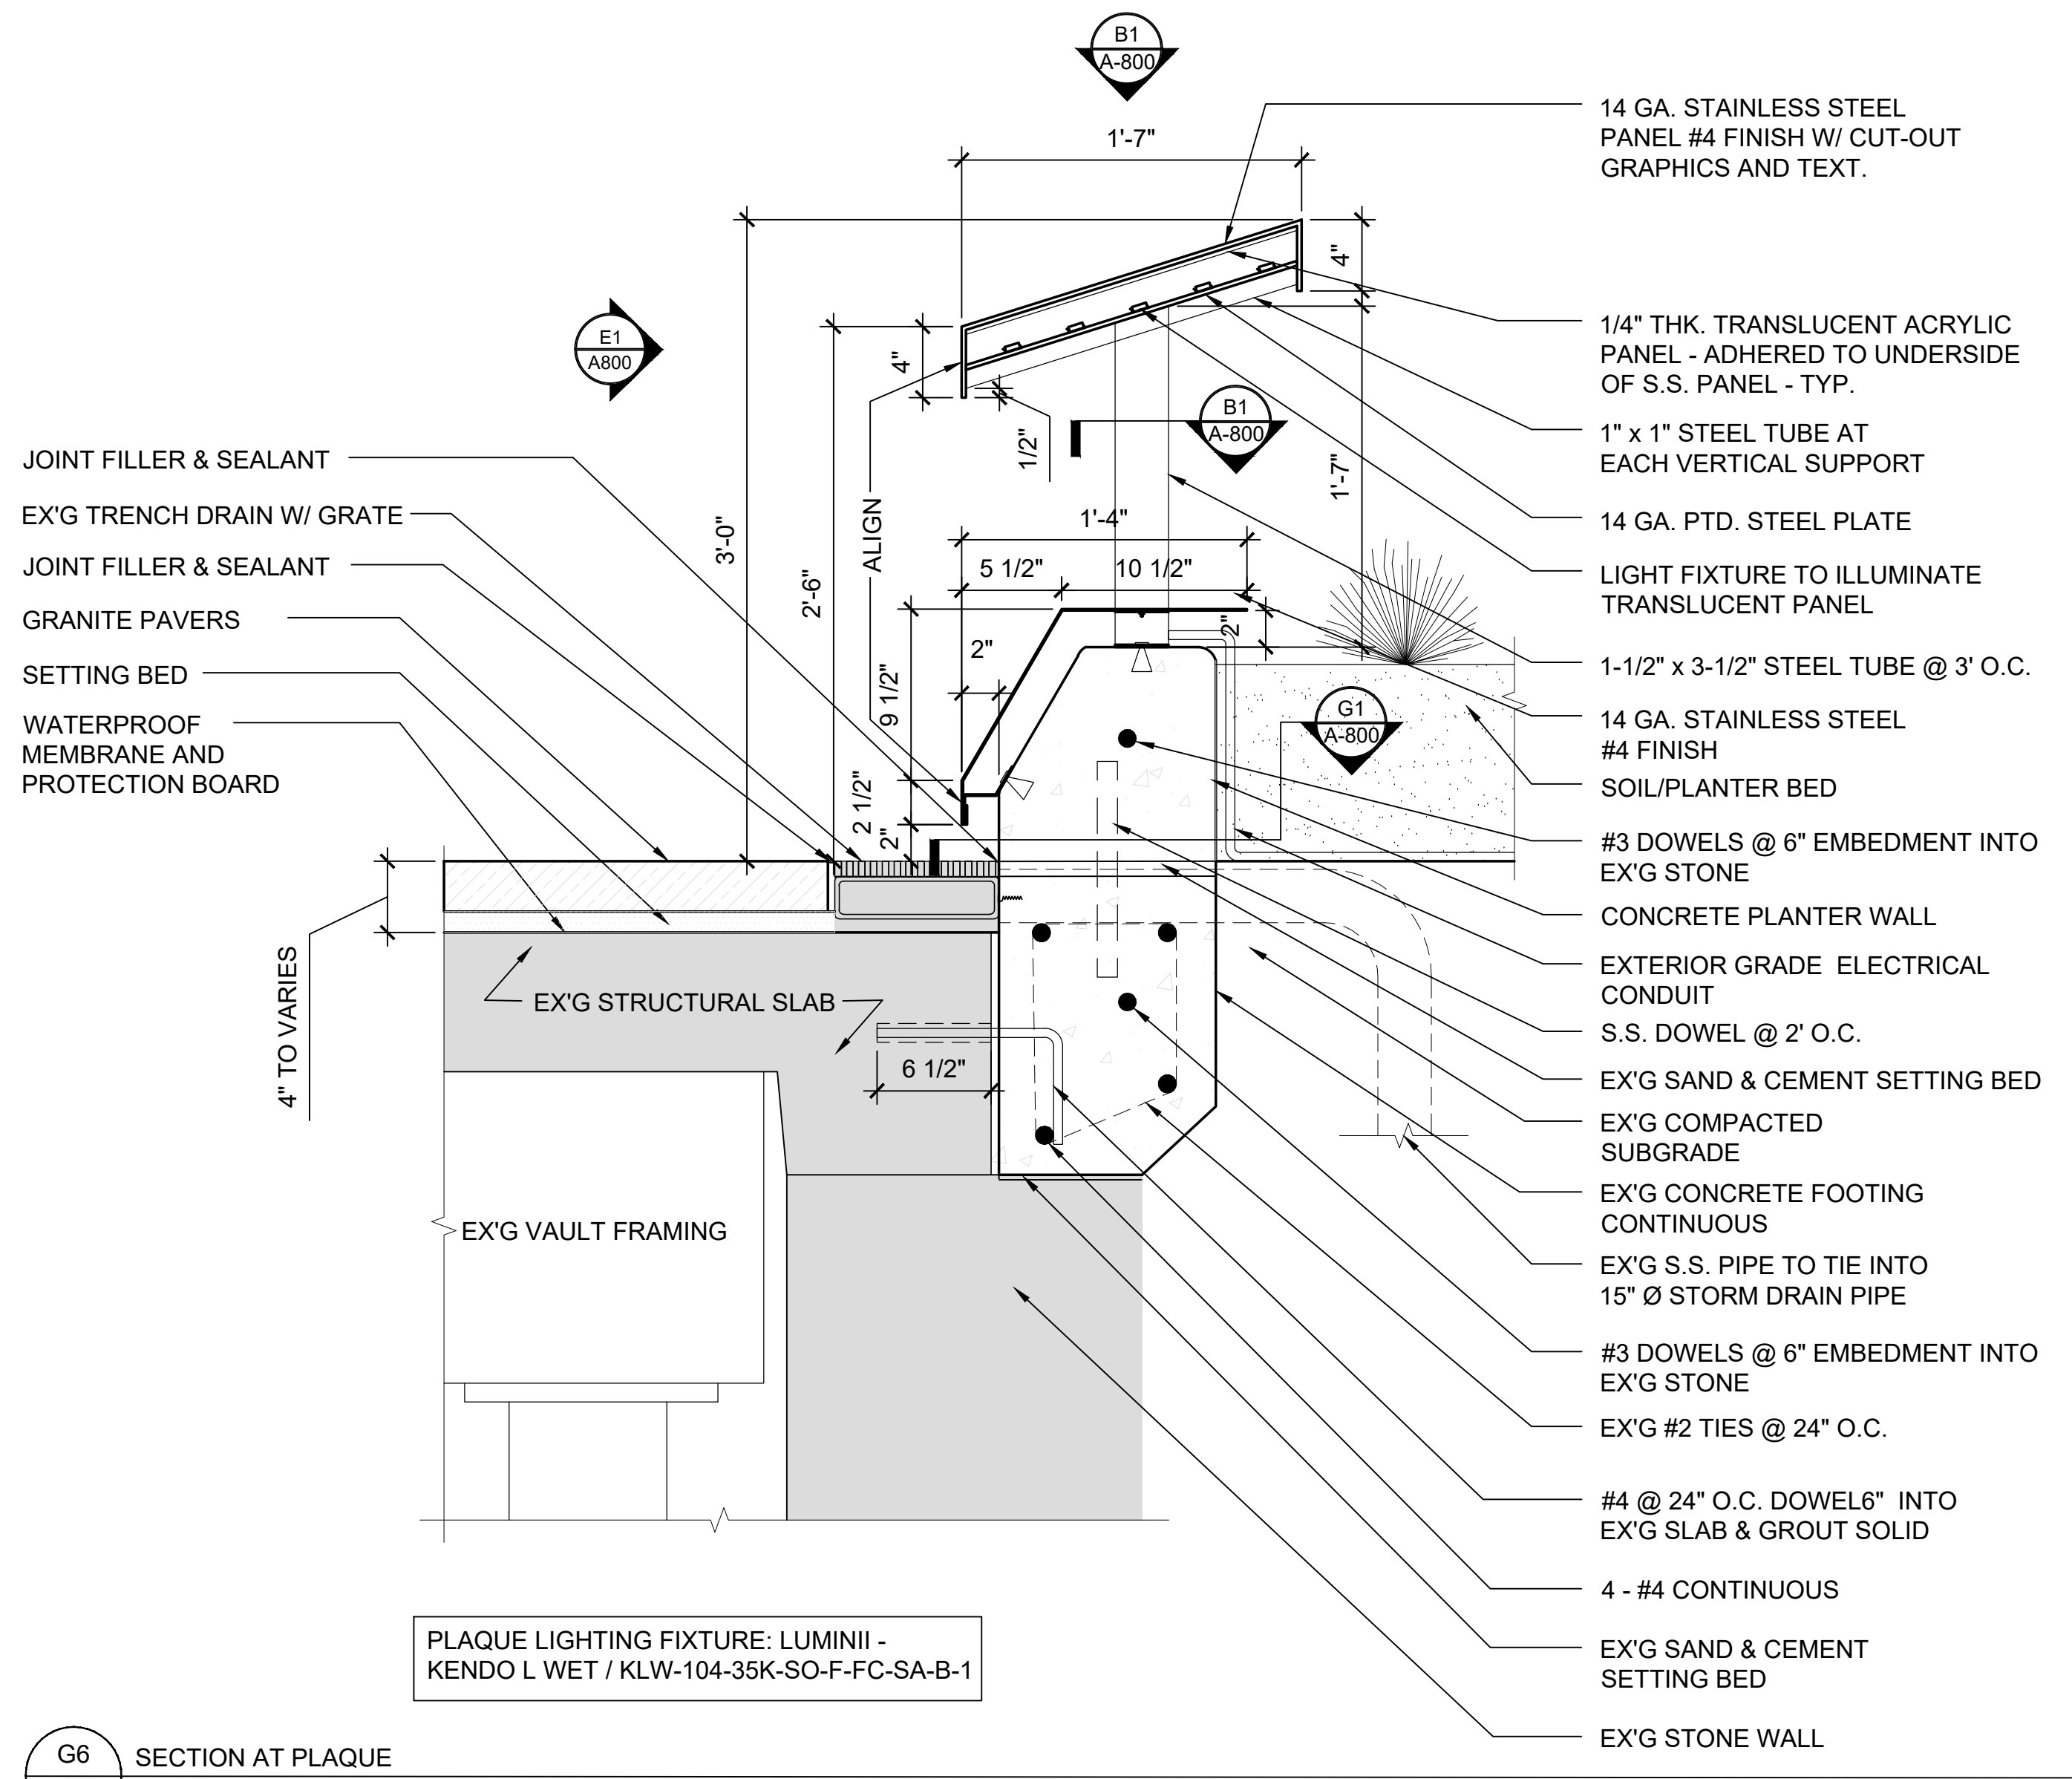 B1
A-800
1'-7"
14 GA. STAINLESS STEEL
PANEL #4 FINISH W/ CUT-OUT
GRAPHICS AND TEXT.
4"
E1
A800
1/4" THK. TRANSLUCENT ACRYLIC
PANEL - ADHERED TO UNDERSIDE
OF S.S. PANEL - TYP.
4"
1/2"
B1
A-800
1" x 1" STEEL TUBE AT
EACH VERTICAL SUPPORT
1'-7"
JOINT FILLER & SEALANT
EX'G TRENCH DRAIN W/ GRATE
JOINT FILLER & SEALANT
GRANITE PAVERS
SETTING BED
WATERPROOF
MEMBRANE AND
PROTECTION BOARD
3'-0"
2'-6"
ALIGN
1'-4"
5 1/2"
10 1/2"
2"
2"
9 1/2"
2 1/2"
2"
14 GA. PTD. STEEL PLATE
LIGHT FIXTURE TO ILLUMINATE
TRANSLUCENT PANEL
1-1/2" x 3-1/2" STEEL TUBE @ 3' O.C.
G1
A-800
14 GA. STAINLESS STEEL
#4 FINISH
SOIL/PLANTER BED
#3 DOWELS @ 6" EMBEDMENT INTO
EX'G STONE
CONCRETE PLANTER WALL
EXTERIOR GRADE ELECTRICAL
CONDUIT
S.S. DOWEL @ 2' O.C.
EX'G SAND & CEMENT SETTING BED
EX'G COMPACTED
SUBGRADE
EX'G CONCRETE FOOTING
CONTINUOUS
EX'G S.S. PIPE TO TIE INTO
15" Ø STORM DRAIN PIPE
#3 DOWELS @ 6" EMBEDMENT INTO
EX'G STONE
EX'G #2 TIES @ 24" O.C.
#4 @ 24" O.C. DOWEL6" INTO
EX'G SLAB & GROUT SOLID
4 - #4 CONTINUOUS
EX'G SAND & CEMENT
SETTING BED
EX'G STONE WALL
4" TO VARIES
EX'G STRUCTURAL SLAB
6 1/2"
EX'G VAULT FRAMING
PLAQUE LIGHTING FIXTURE: LUMINII -
KENDO L WET / KLW-104-35K-SO-F-FC-SA-B-1
G6
SECTION AT PLAQUE